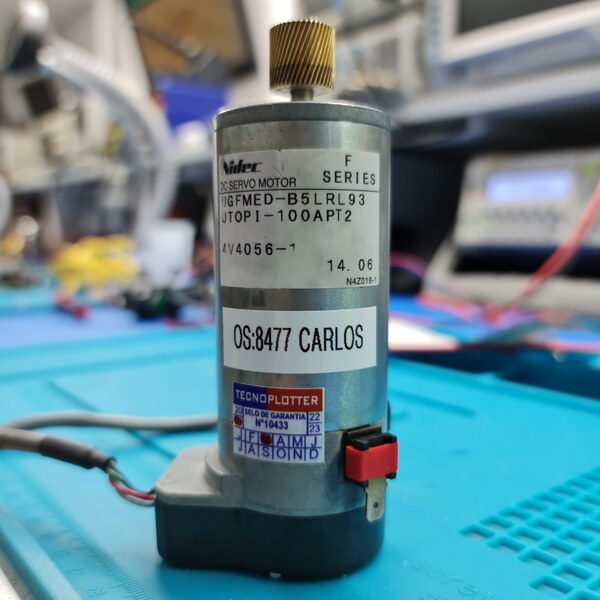 Nidec
F
DC SERVO MOTOR SERIES
UGFMED-B5LRL93
JTOPI-100APT2
4V4056-1
14. 06
N4Z018-1
OS:8477 CARLOS
TECNOPLOTTER
20 SELO DE GARANTIA 22
Nº10433 23
J F A M J
J A S O N D